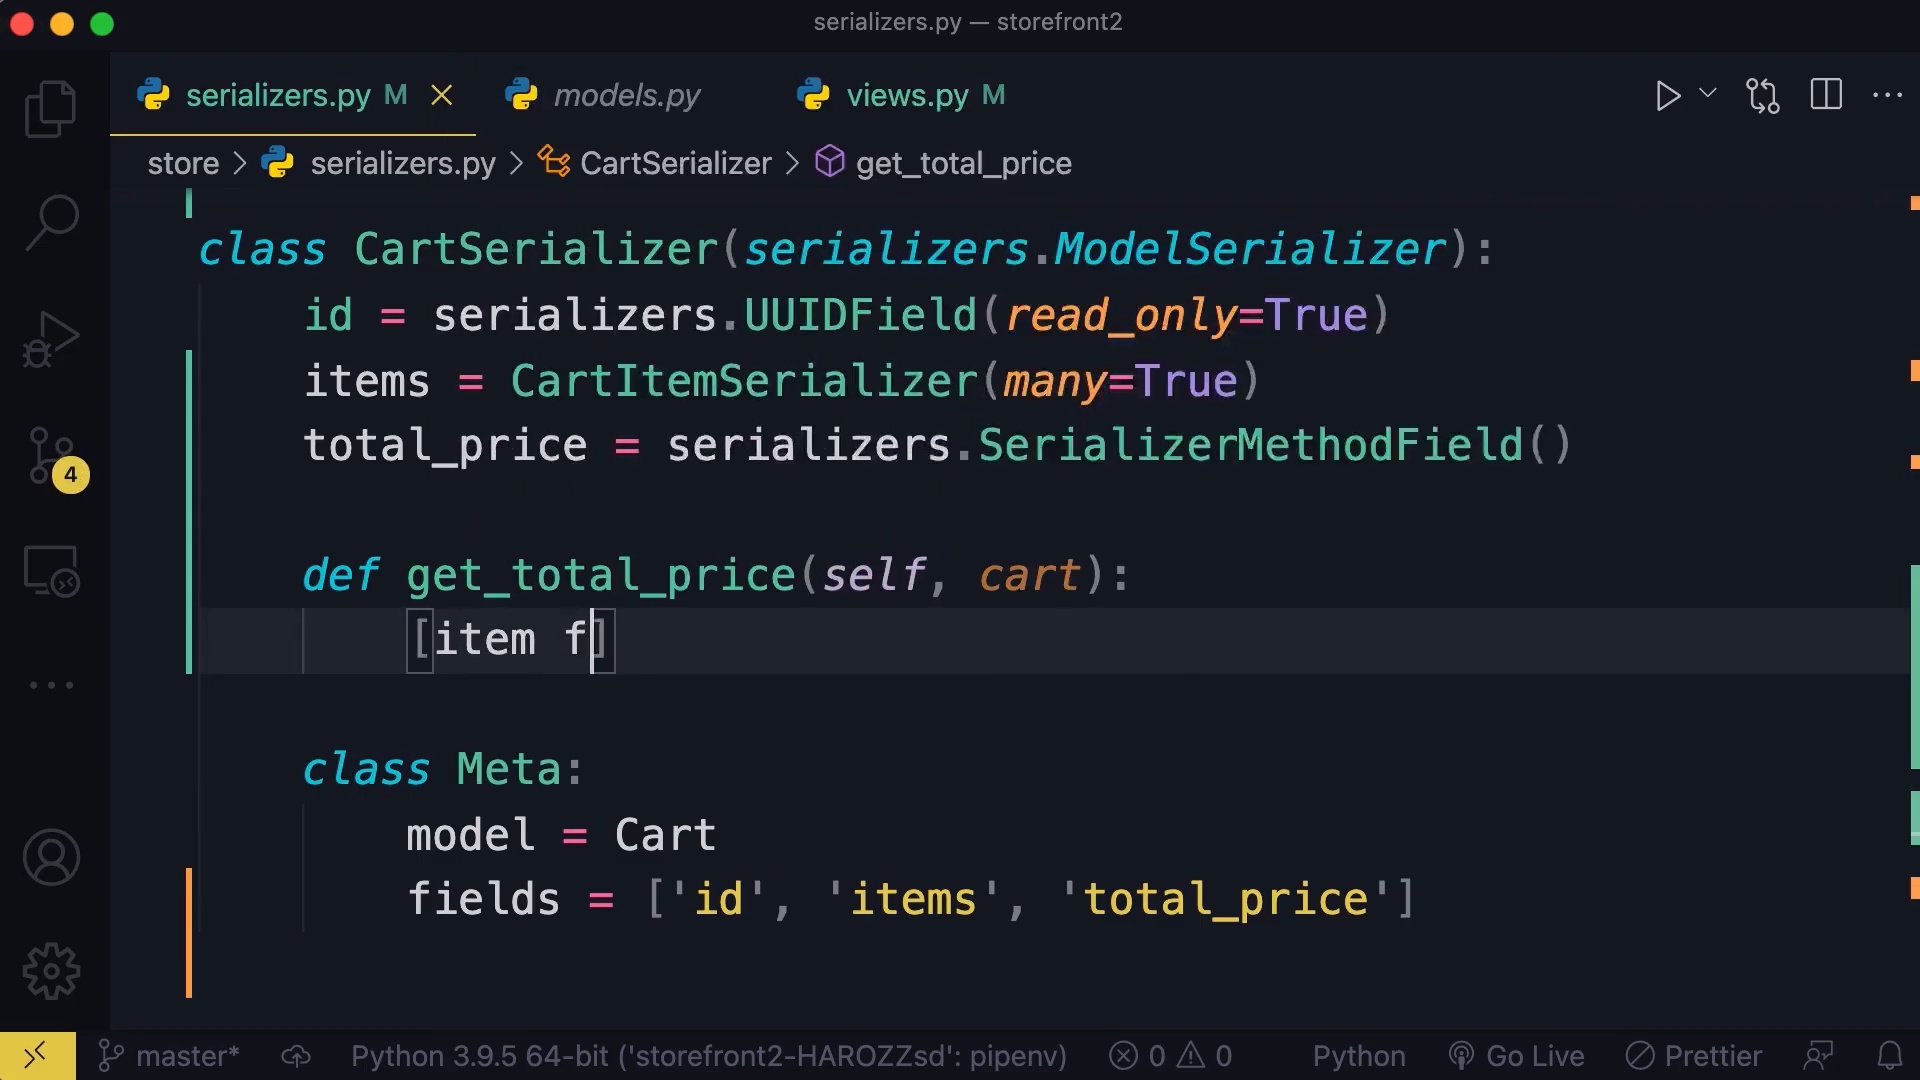 serializers.py — storefront2
serializers.py M
models.py
views.py M
store > serializers.py > CartSerializer > get_total_price
class CartSerializer(serializers.ModelSerializer):
id = serializers.UUIDField(read_only=True)
items = CartItemSerializer(many=True)
total_price = serializers.SerializerMethodField()
def get_total_price(self, cart):
[item f]
class Meta:
model = Cart
fields = ['id', 'items', 'total_price']
4
master* Python 3.9.5 64-bit ('storefront2-HAROZZsd': pipenv) 0 0 Python Go Live Prettier